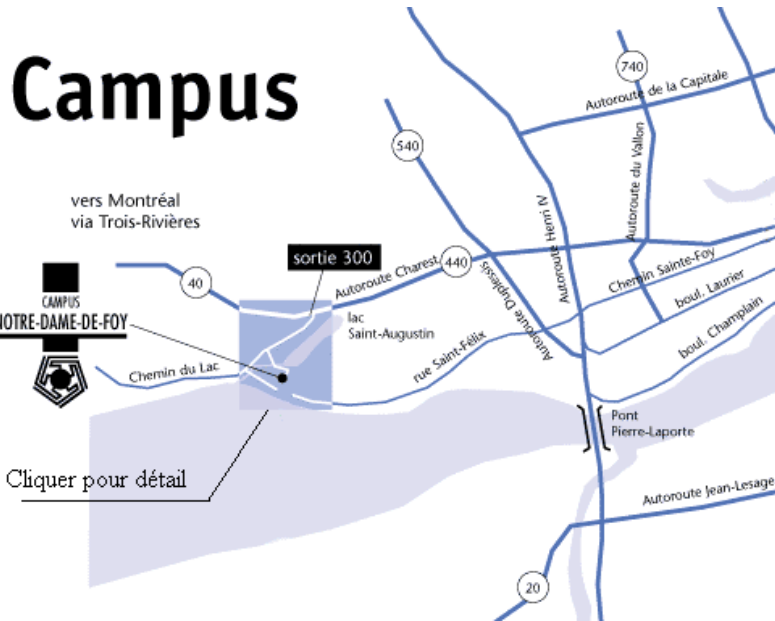 Campus
740
Autoroute de la Capitale
540
Autoroute du Vallon
vers Montréal
via Trois-Rivières
Autoroute Henri IV
sortie 300
440
Autoroute Charest
40
Autoroute Duplessis
Chemin Sainte-Foy
CAMPUS
NOTRE-DAME-DE-FOY
boul. Laurier
lac
Saint-Augustin
boul. Champlain
rue Saint-Félix
Chemin du Lac
Pont
Pierre-Laporte
Cliquer pour détail
Autoroute Jean-Lesage
20